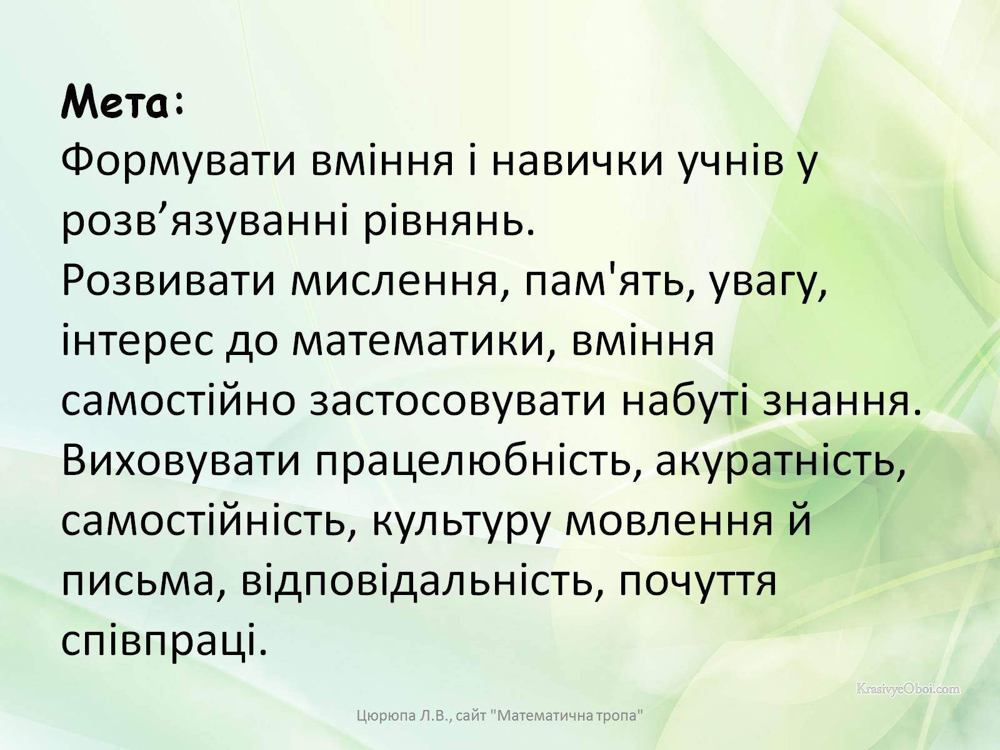 Мета:
Формувати вміння і навички учнів у
розв’язуванні рівнянь.
Розвивати мислення, пам'ять, увагу,
інтерес до математики, вміння
самостійно застосовувати набуті знання.
Виховувати працелюбність, акуратність,
самостійність, культуру мовлення й
письма, відповідальність, почуття
співпраці.
KrasivyeOboi.com
Цюрюпа Л.В., сайт "Математична тропа"